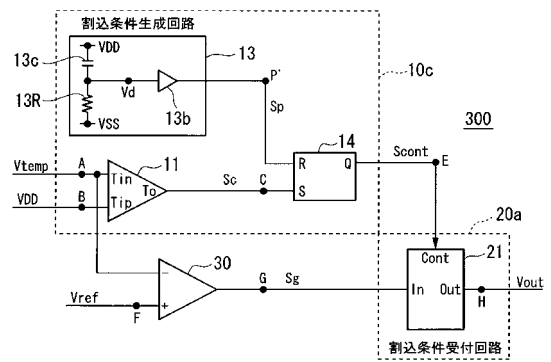 割込条件生成回路
13c
VDD
13
P'
10c
Vd
13R
13b
Sp
VSS
300
14
R
Q
Scont
E
Vtemp
A
11
Tin
To
Sc
C
S
VDD
B
Tip
20a
21
Cont
30
−
G
Sg
In
Out
Vout
Vref
+
F
H
割込条件受付回路